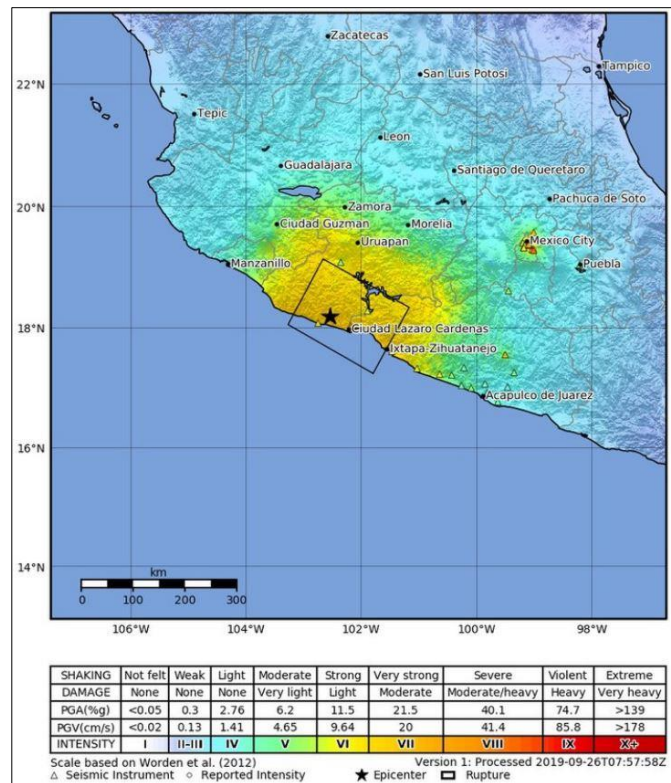 Zacatecas
22°N
San Luis Potosi
Tampico
Tepic
Leon
Guadalajara
Santiago de Queretaro
20°N
Zamora
Pachuca de Soto
Ciudad Guzman
Morelia
Uruapan
Mexico City
Manzanillo
Puebla
18°N
Ciudad Lazaro Cardenas
Ixtapa-Zihuatanejo
Acapulco de Juarez
16°N
14°N
km
0 100 200 300
106°W 104°W 102°W 100°W 98°W
SHAKING Not felt Weak Light Moderate Strong Very strong Severe Violent Extreme
DAMAGE None None None Very light Light Moderate Moderate/heavy Heavy Very heavy
PGA(%g) <0.05 0.3 2.76 6.2 11.5 21.5 40.1 74.7 >139
PGV(cm/s) <0.02 0.13 1.41 4.65 9.64 20 41.4 85.8 >178
INTENSITY I II-III IV V VI VII VIII IX X+
Scale based on Worden et al. (2012) Version 1: Processed 2019-09-26T07:57:58Z
△ Seismic Instrument ○ Reported Intensity ★ Epicenter □ Rupture